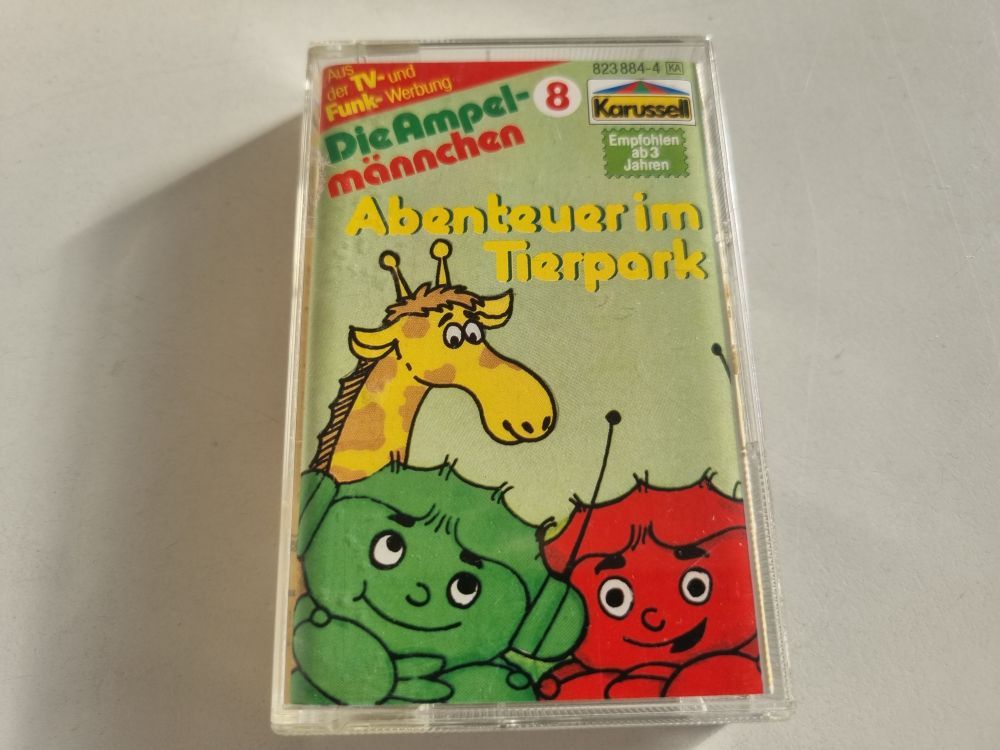 Aus
der TV- und
Funk- Werbung
Die Ampel-
männchen
8
823 884-4 KA
Karussell
Empfohlen
ab 3
Jahren
Abenteuer im
Tierpark